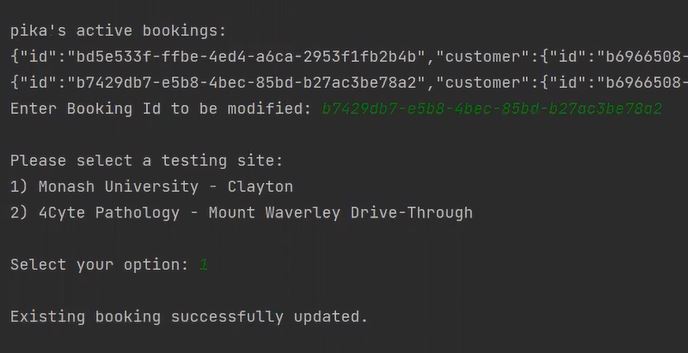 pika's active bookings:
{"id":"bd5e533f-ffbe-4ed4-a6ca-2953f1fb2b4b","customer":{"id":"b6966508-
{"id":"b7429db7-e5b8-4bec-85bd-b27ac3be78a2","customer":{"id":"b6966508-
Enter Booking Id to be modified: b7429db7-e5b8-4bec-85bd-b27ac3be78a2
Please select a testing site:
1) Monash University - Clayton
2) 4Cyte Pathology - Mount Waverley Drive-Through
Select your option: 1
Existing booking successfully updated.